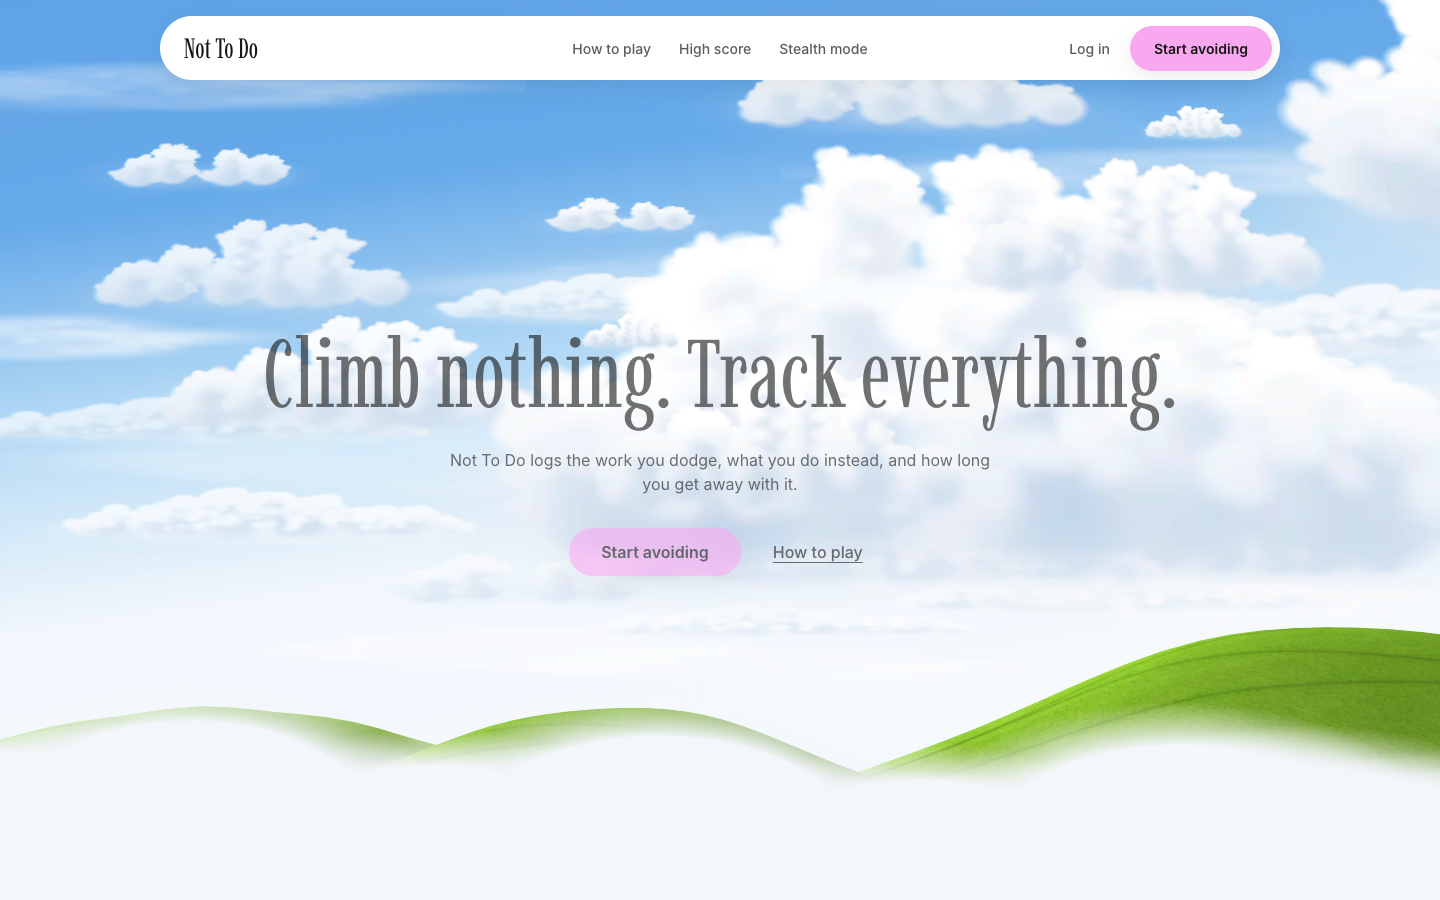 Not To Do
How to play
High score
Stealth mode
Log in
Start avoiding
Climb nothing. Track everything.
Not To Do logs the work you dodge, what you do instead, and how long
you get away with it.
Start avoiding
How to play